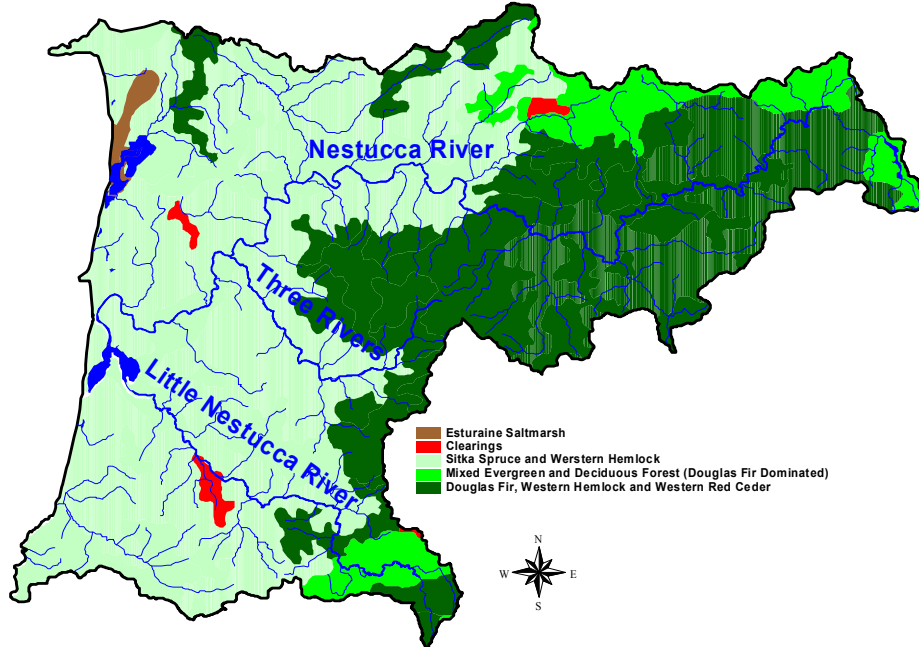 Nestucca River
Three Rivers
Little Nestucca River
Esturaine Saltmarsh
Clearings
Sitka Spruce and Werstern Hemlock
Mixed Evergreen and Deciduous Forest (Douglas Fir Dominated)
Douglas Fir, Western Hemlock and Western Red Ceder
N
W
E
S